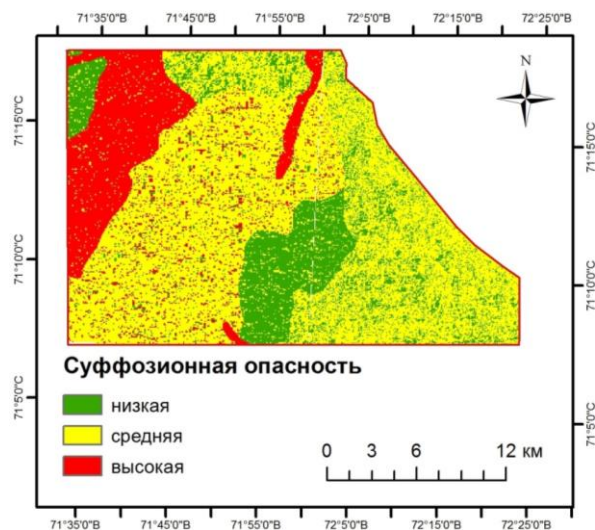 71°35'0"В 71°45'0"В 71°55'0"В 72°5'0"В 72°15'0"В 72°25'0"В
N
71°15'0"С 71°15'0"С
71°10'0"С 71°10'0"С
71°5'0"С 71°5'0"С
Суффозионная опасность
низкая
средняя
высокая
0 3 6 12 км
71°35'0"В 71°45'0"В 71°55'0"В 72°5'0"В 72°15'0"В 72°25'0"В